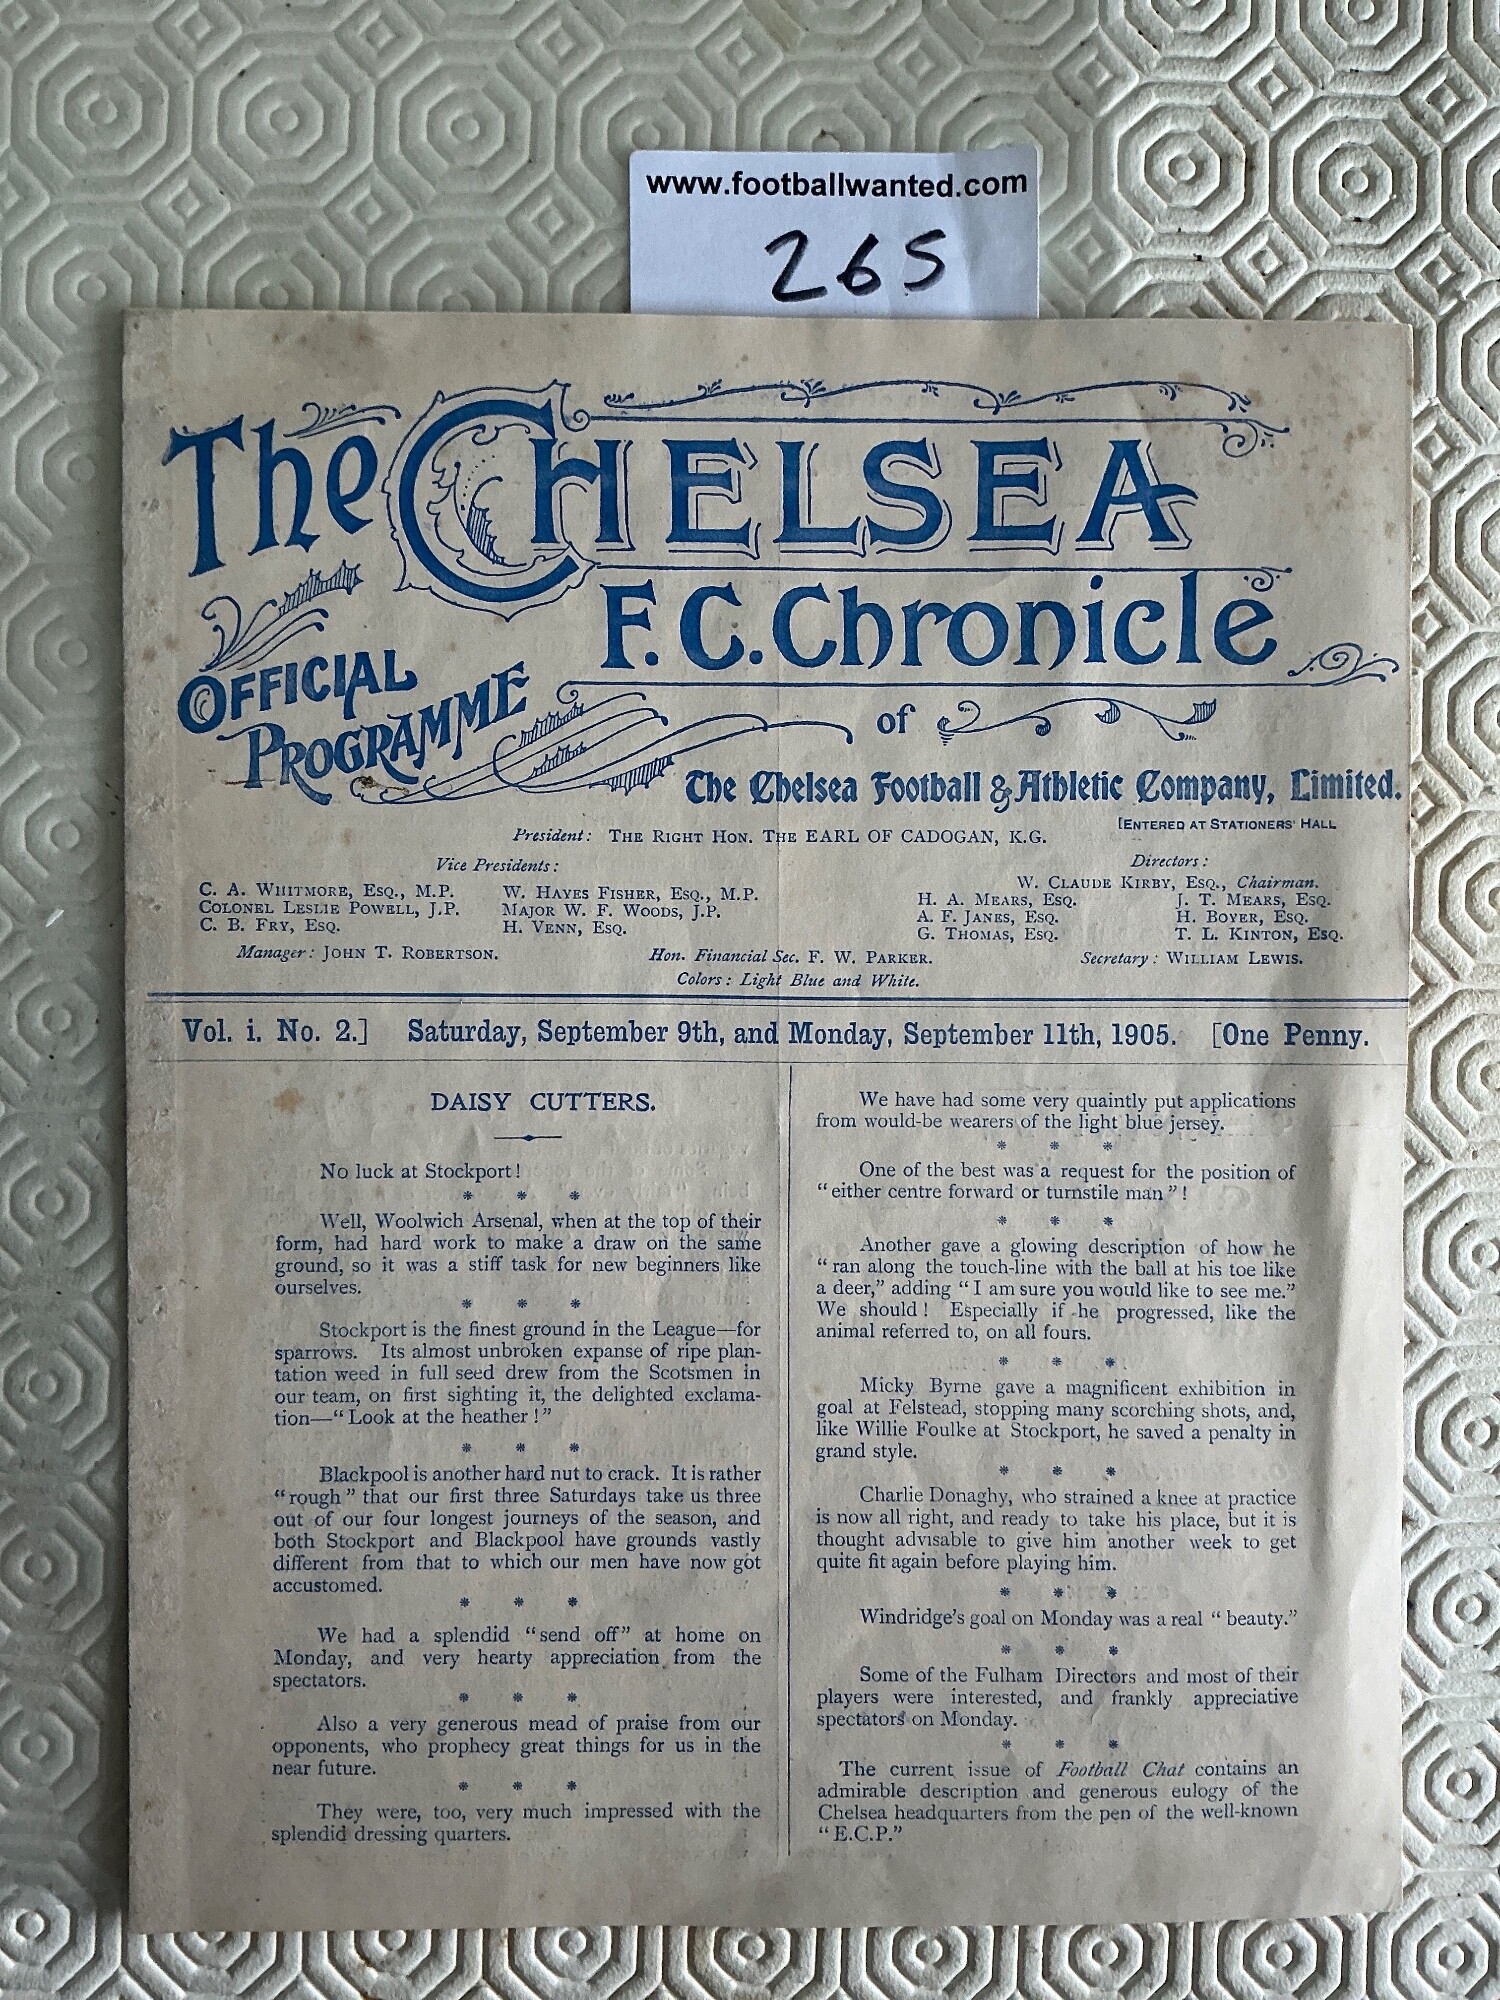 www.footballwanted.com
265
The CHELSEA
F.C. Chronicle
OFFICIAL
PROGRAMME
of
The Chelsea Football & Athletic Company, Limited.
[ENTERED AT STATIONERS' HALL
President: THE RIGHT HON. THE EARL OF CADOGAN, K.G.
Vice Presidents:
C. A. WHITMORE, ESQ., M.P. W. HAYES FISHER, ESQ., M.P.
COLONEL LESLIE POWELL, J.P. MAJOR W. F. WOODS, J.P.
C. B. FRY, ESQ. H. VENN, ESQ.
Directors:
W. CLAUDE KIRBY, ESQ., Chairman.
H. A. MEARS, ESQ. J. T. MEARS, ESQ.
A. F. JANES, ESQ. H. BOYER, ESQ.
G. THOMAS, ESQ. T. L. KINTON, ESQ.
Manager: JOHN T. ROBERTSON. Hon. Financial Sec. F. W. PARKER. Secretary: WILLIAM LEWIS.
Colors: Light Blue and White.
Vol. i. No. 2.] Saturday, September 9th, and Monday, September 11th, 1905. [One Penny.
DAISY CUTTERS.
No luck at Stockport!
* * *
Well, Woolwich Arsenal, when at the top of their
form, had hard work to make a draw on the same
ground, so it was a stiff task for new beginners like
ourselves.
* * *
Stockport is the finest ground in the League—for
sparrows. Its almost unbroken expanse of ripe plan-
tation weed in full seed drew from the Scotsmen in
our team, on first sighting it, the delighted exclama-
tion—"Look at the heather!"
* * *
Blackpool is another hard nut to crack. It is rather
"rough" that our first three Saturdays take us three
out of our four longest journeys of the season, and
both Stockport and Blackpool have grounds vastly
different from that to which our men have now got
accustomed.
* * *
We had a splendid "send off" at home on
Monday, and very hearty appreciation from the
spectators.
* * *
Also a very generous mead of praise from our
opponents, who prophecy great things for us in the
near future.
* * *
They were, too, very much impressed with the
splendid dressing quarters.
We have had some very quaintly put applications
from would-be wearers of the light blue jersey.
* * *
One of the best was a request for the position of
"either centre forward or turnstile man"!
* * *
Another gave a glowing description of how he
"ran along the touch-line with the ball at his toe like
a deer," adding "I am sure you would like to see me."
We should! Especially if he progressed, like the
animal referred to, on all fours.
* * *
Micky Byrne gave a magnificent exhibition in
goal at Felstead, stopping many scorching shots, and,
like Willie Foulke at Stockport, he saved a penalty in
grand style.
* * *
Charlie Donaghy, who strained a knee at practice
is now all right, and ready to take his place, but it is
thought advisable to give him another week to get
quite fit again before playing him.
* * *
Windridge's goal on Monday was a real "beauty."
* * *
Some of the Fulham Directors and most of their
players were interested, and frankly appreciative
spectators on Monday.
* * *
The current issue of Football Chat contains an
admirable description and generous eulogy of the
Chelsea headquarters from the pen of the well-known
"E.C.P."